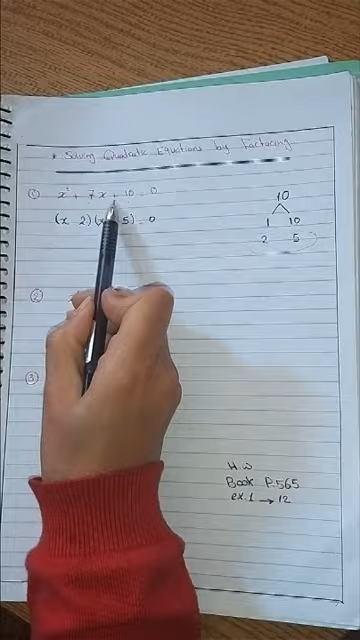 * Solving Quadratic Equations by Factoring.
① x² + 7x + 10 = 0
(x 2)(x 5) = 0
10
1 10
2 5
②
③
H.W
Book P.565
ex.1 → 12